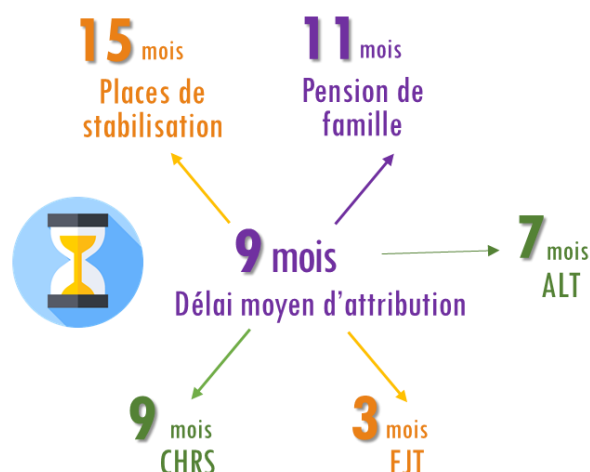 15 mois
Places de
stabilisation
11 mois
Pension de
famille
9 mois
Délai moyen d'attribution
7 mois
ALT
9 mois
CHRS
3 mois
FJT